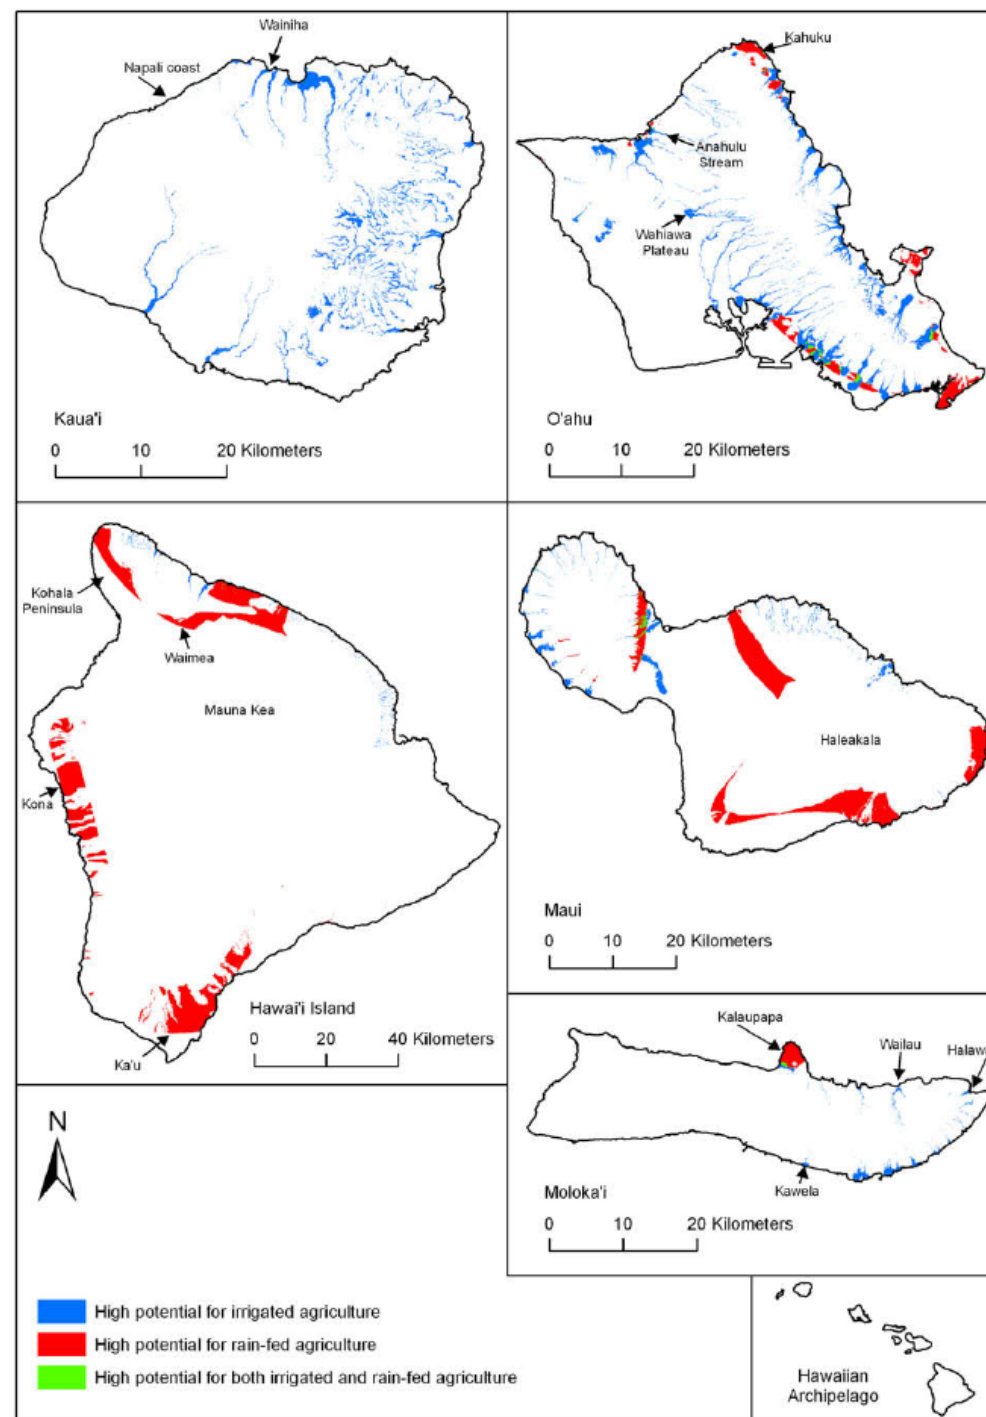 Wainiha
Napali coast
Kaua'i
0 10 20 Kilometers
Kahuku
Anahulu
Stream
Wahiawa
Plateau
O'ahu
0 10 20 Kilometers
Kohala
Peninsula
Waimea
Mauna Kea
Kona
Hawai'i Island
0 20 40 Kilometers
Ka'u
Haleakala
Maui
0 10 20 Kilometers
Kalaupapa
Wailau
Halawa
Kawela
Moloka'i
0 10 20 Kilometers
N
High potential for irrigated agriculture
High potential for rain-fed agriculture
High potential for both irrigated and rain-fed agriculture
Hawaiian
Archipelago